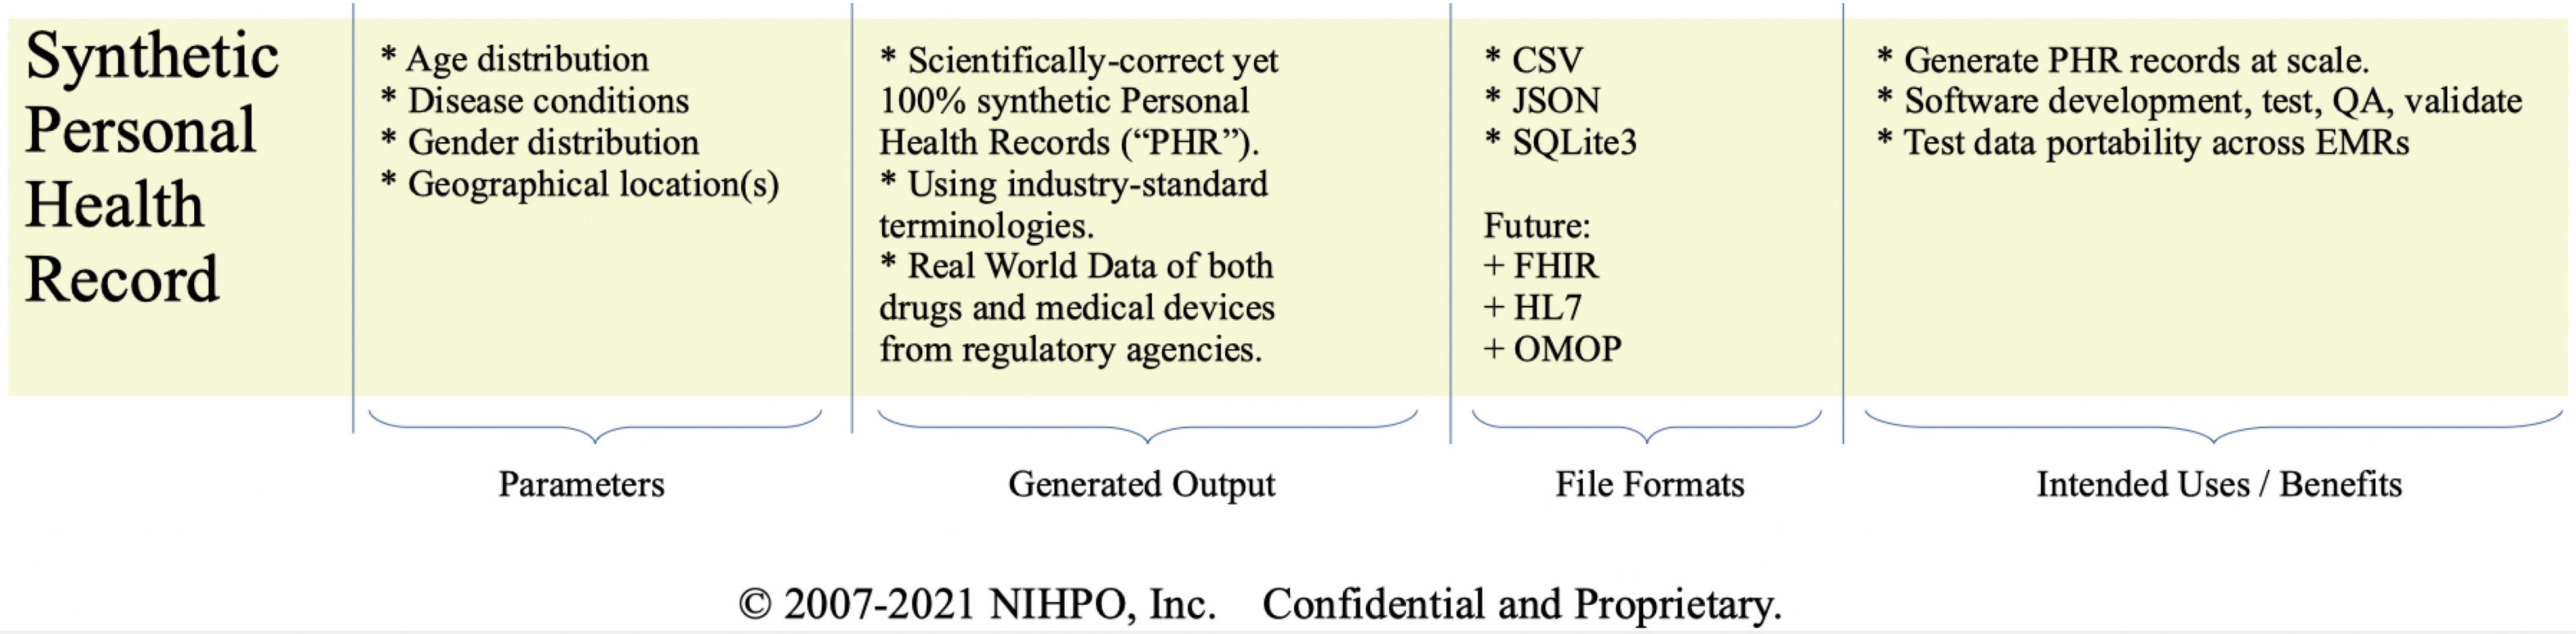 Synthetic
Personal
Health
Record
* Age distribution
* Disease conditions
* Gender distribution
* Geographical location(s)
* Scientifically-correct yet
100% synthetic Personal
Health Records (“PHR”).
* Using industry-standard
terminologies.
* Real World Data of both
drugs and medical devices
from regulatory agencies.
* CSV
* JSON
* SQLite3
Future:
+ FHIR
+ HL7
+ OMOP
* Generate PHR records at scale.
* Software development, test, QA, validate
* Test data portability across EMRs
Parameters
Generated Output
File Formats
Intended Uses / Benefits
© 2007-2021 NIHPO, Inc. Confidential and Proprietary.